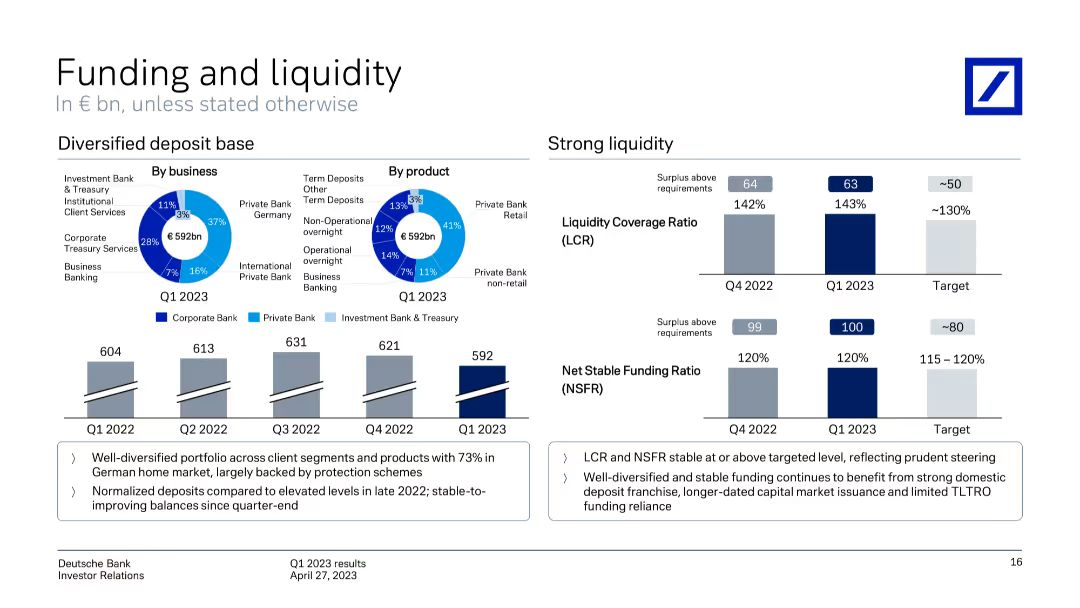 Funding and liquidity
In € bn, unless stated otherwise
Diversified deposit base
By business
Investment Bank
& Treasury
Institutional
Client Services
Corporate
Treasury Services
Business
Banking
11%
3%
37%
28%
€ 592bn
7%
16%
Private Bank
Germany
International
Private Bank
Q1 2023
By product
Term Deposits
Other
Term Deposits
Non-Operational
overnight
Operational
overnight
Business
Banking
13%
3%
41%
12%
€ 592bn
14%
7%
11%
Private Bank
Retail
Private Bank
non-retail
Q1 2023
Corporate Bank
Private Bank
Investment Bank & Treasury
604
613
631
621
592
Q1 2022
Q2 2022
Q3 2022
Q4 2022
Q1 2023
〉 Well-diversified portfolio across client segments and products with 73% in
German home market, largely backed by protection schemes
〉 Normalized deposits compared to elevated levels in late 2022; stable-to-
improving balances since quarter-end
Strong liquidity
Surplus above
requirements
64
63
~50
142%
143%
~130%
Liquidity Coverage Ratio
(LCR)
Q4 2022
Q1 2023
Target
Surplus above
requirements
99
100
~80
120%
120%
115 – 120%
Net Stable Funding Ratio
(NSFR)
Q4 2022
Q1 2023
Target
〉 LCR and NSFR stable at or above targeted level, reflecting prudent steering
〉 Well-diversified and stable funding continues to benefit from strong domestic
deposit franchise, longer-dated capital market issuance and limited TLTRO
funding reliance
Deutsche Bank
Investor Relations
Q1 2023 results
April 27, 2023
16